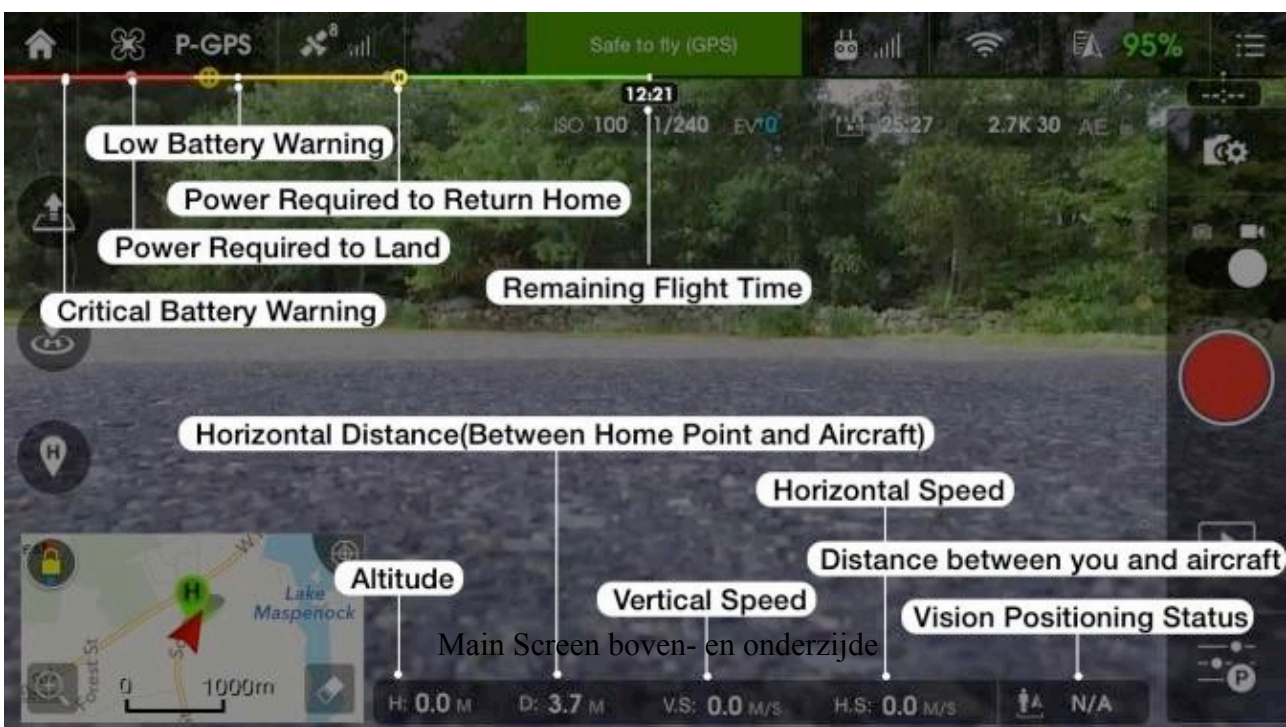 P-GPS 8 Safe to fly (GPS) 95%
12:21
ISO 100 1/240 EV 0 25:27 2.7K 30 AE
Low Battery Warning
Power Required to Return Home
Power Required to Land
Remaining Flight Time
Critical Battery Warning
Horizontal Distance(Between Home Point and Aircraft)
H
Horizontal Speed
Distance between you and aircraft
Altitude
H
Lake
Maspenock
Vertical Speed
Vision Positioning Status
Main Screen boven- en onderzijde
Forest St
0 1000m
P
H: 0.0 M D: 3.7 M V.S: 0.0 M/S H.S: 0.0 M/S N/A